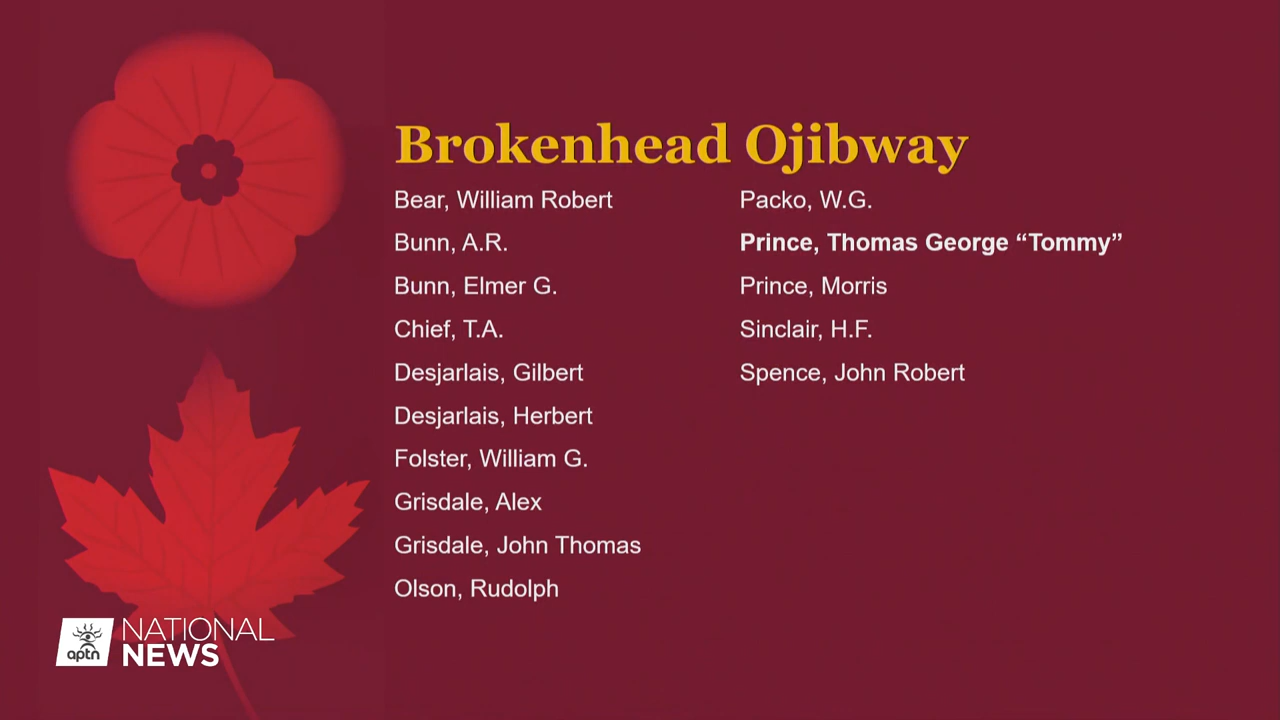 Brokenhead Ojibway
Bear, William Robert
Bunn, A.R.
Bunn, Elmer G.
Chief, T.A.
Desjarlais, Gilbert
Desjarlais, Herbert
Folster, William G.
Grisdale, Alex
Grisdale, John Thomas
Olson, Rudolph
Packo, W.G.
Prince, Thomas George “Tommy”
Prince, Morris
Sinclair, H.F.
Spence, John Robert
aptn
NATIONAL
NEWS